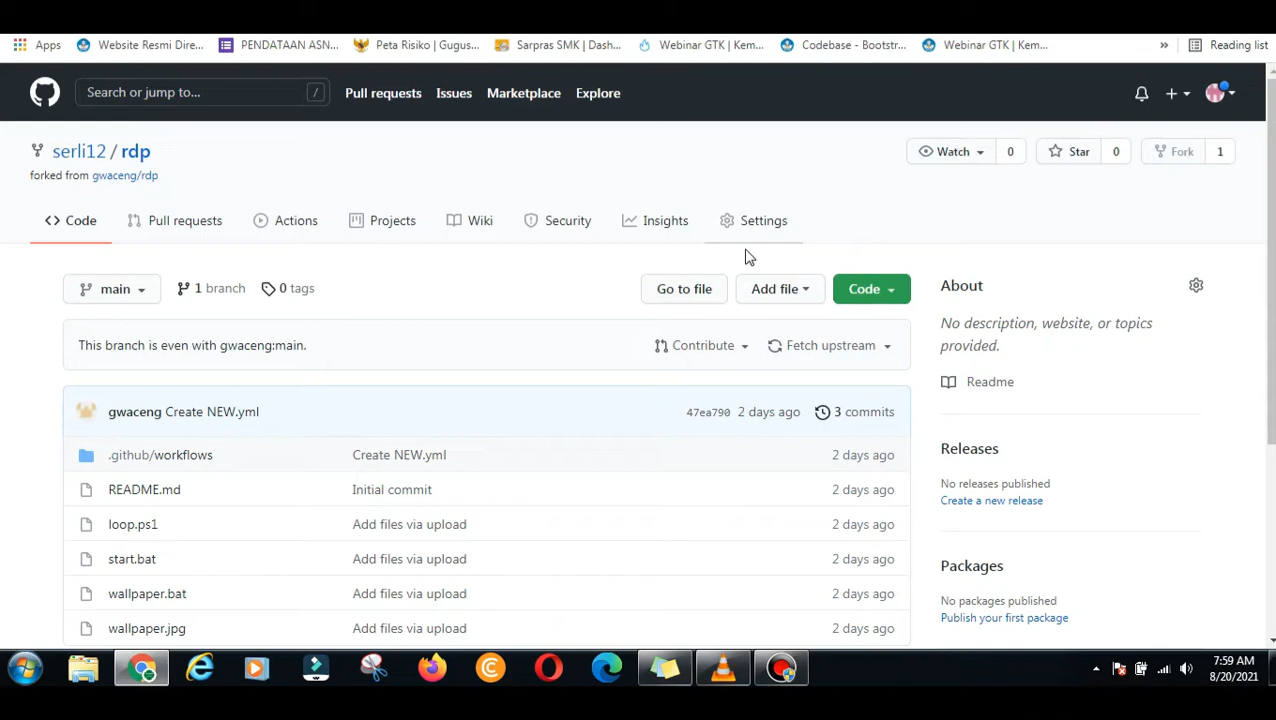 Apps Website Resmi Dire... PENDATAAN ASN... Peta Risiko | Gugus... Sarpras SMK | Dash... Webinar GTK | Kem... Codebase - Bootstr... Webinar GTK | Kem... » Reading list
Search or jump to... / Pull requests Issues Marketplace Explore
serli12 / rdp Watch 0 Star 0 Fork 1
forked from gwaceng/rdp
Code Pull requests Actions Projects Wiki Security Insights Settings
main 1 branch 0 tags Go to file Add file Code About
No description, website, or topics
provided.
This branch is even with gwaceng:main. Contribute Fetch upstream
Readme
gwaceng Create NEW.yml 47ea790 2 days ago 3 commits
.github/workflows Create NEW.yml 2 days ago
Releases
README.md Initial commit 2 days ago
No releases published
Create a new release
loop.ps1 Add files via upload 2 days ago
start.bat Add files via upload 2 days ago
Packages
wallpaper.bat Add files via upload 2 days ago
No packages published
Publish your first package
wallpaper.jpg Add files via upload 2 days ago
7:59 AM
8/20/2021